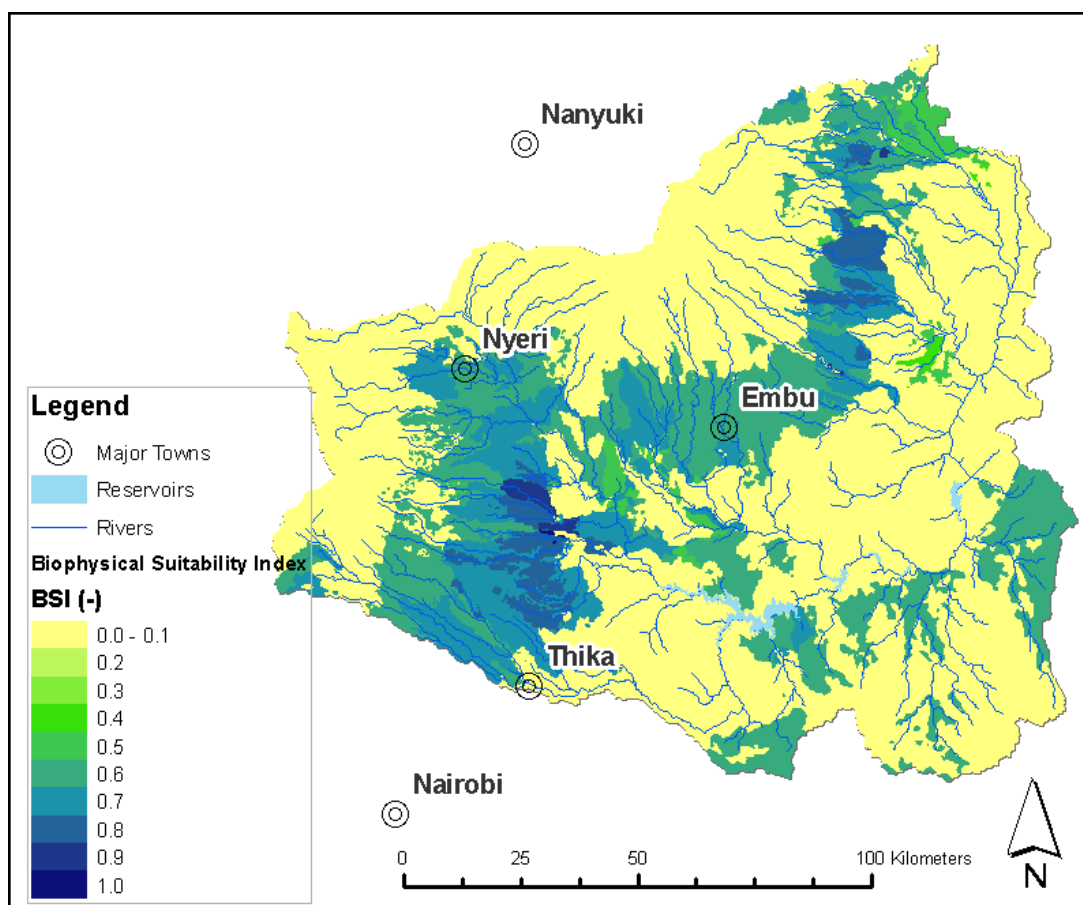 Nanyuki
Nyeri
Embu
Thika
Nairobi
Legend
Major Towns
Reservoirs
Rivers
Biophysical Suitability Index
BSI (-)
0.0 - 0.1
0.2
0.3
0.4
0.5
0.6
0.7
0.8
0.9
1.0
0 25 50 100 Kilometers
N